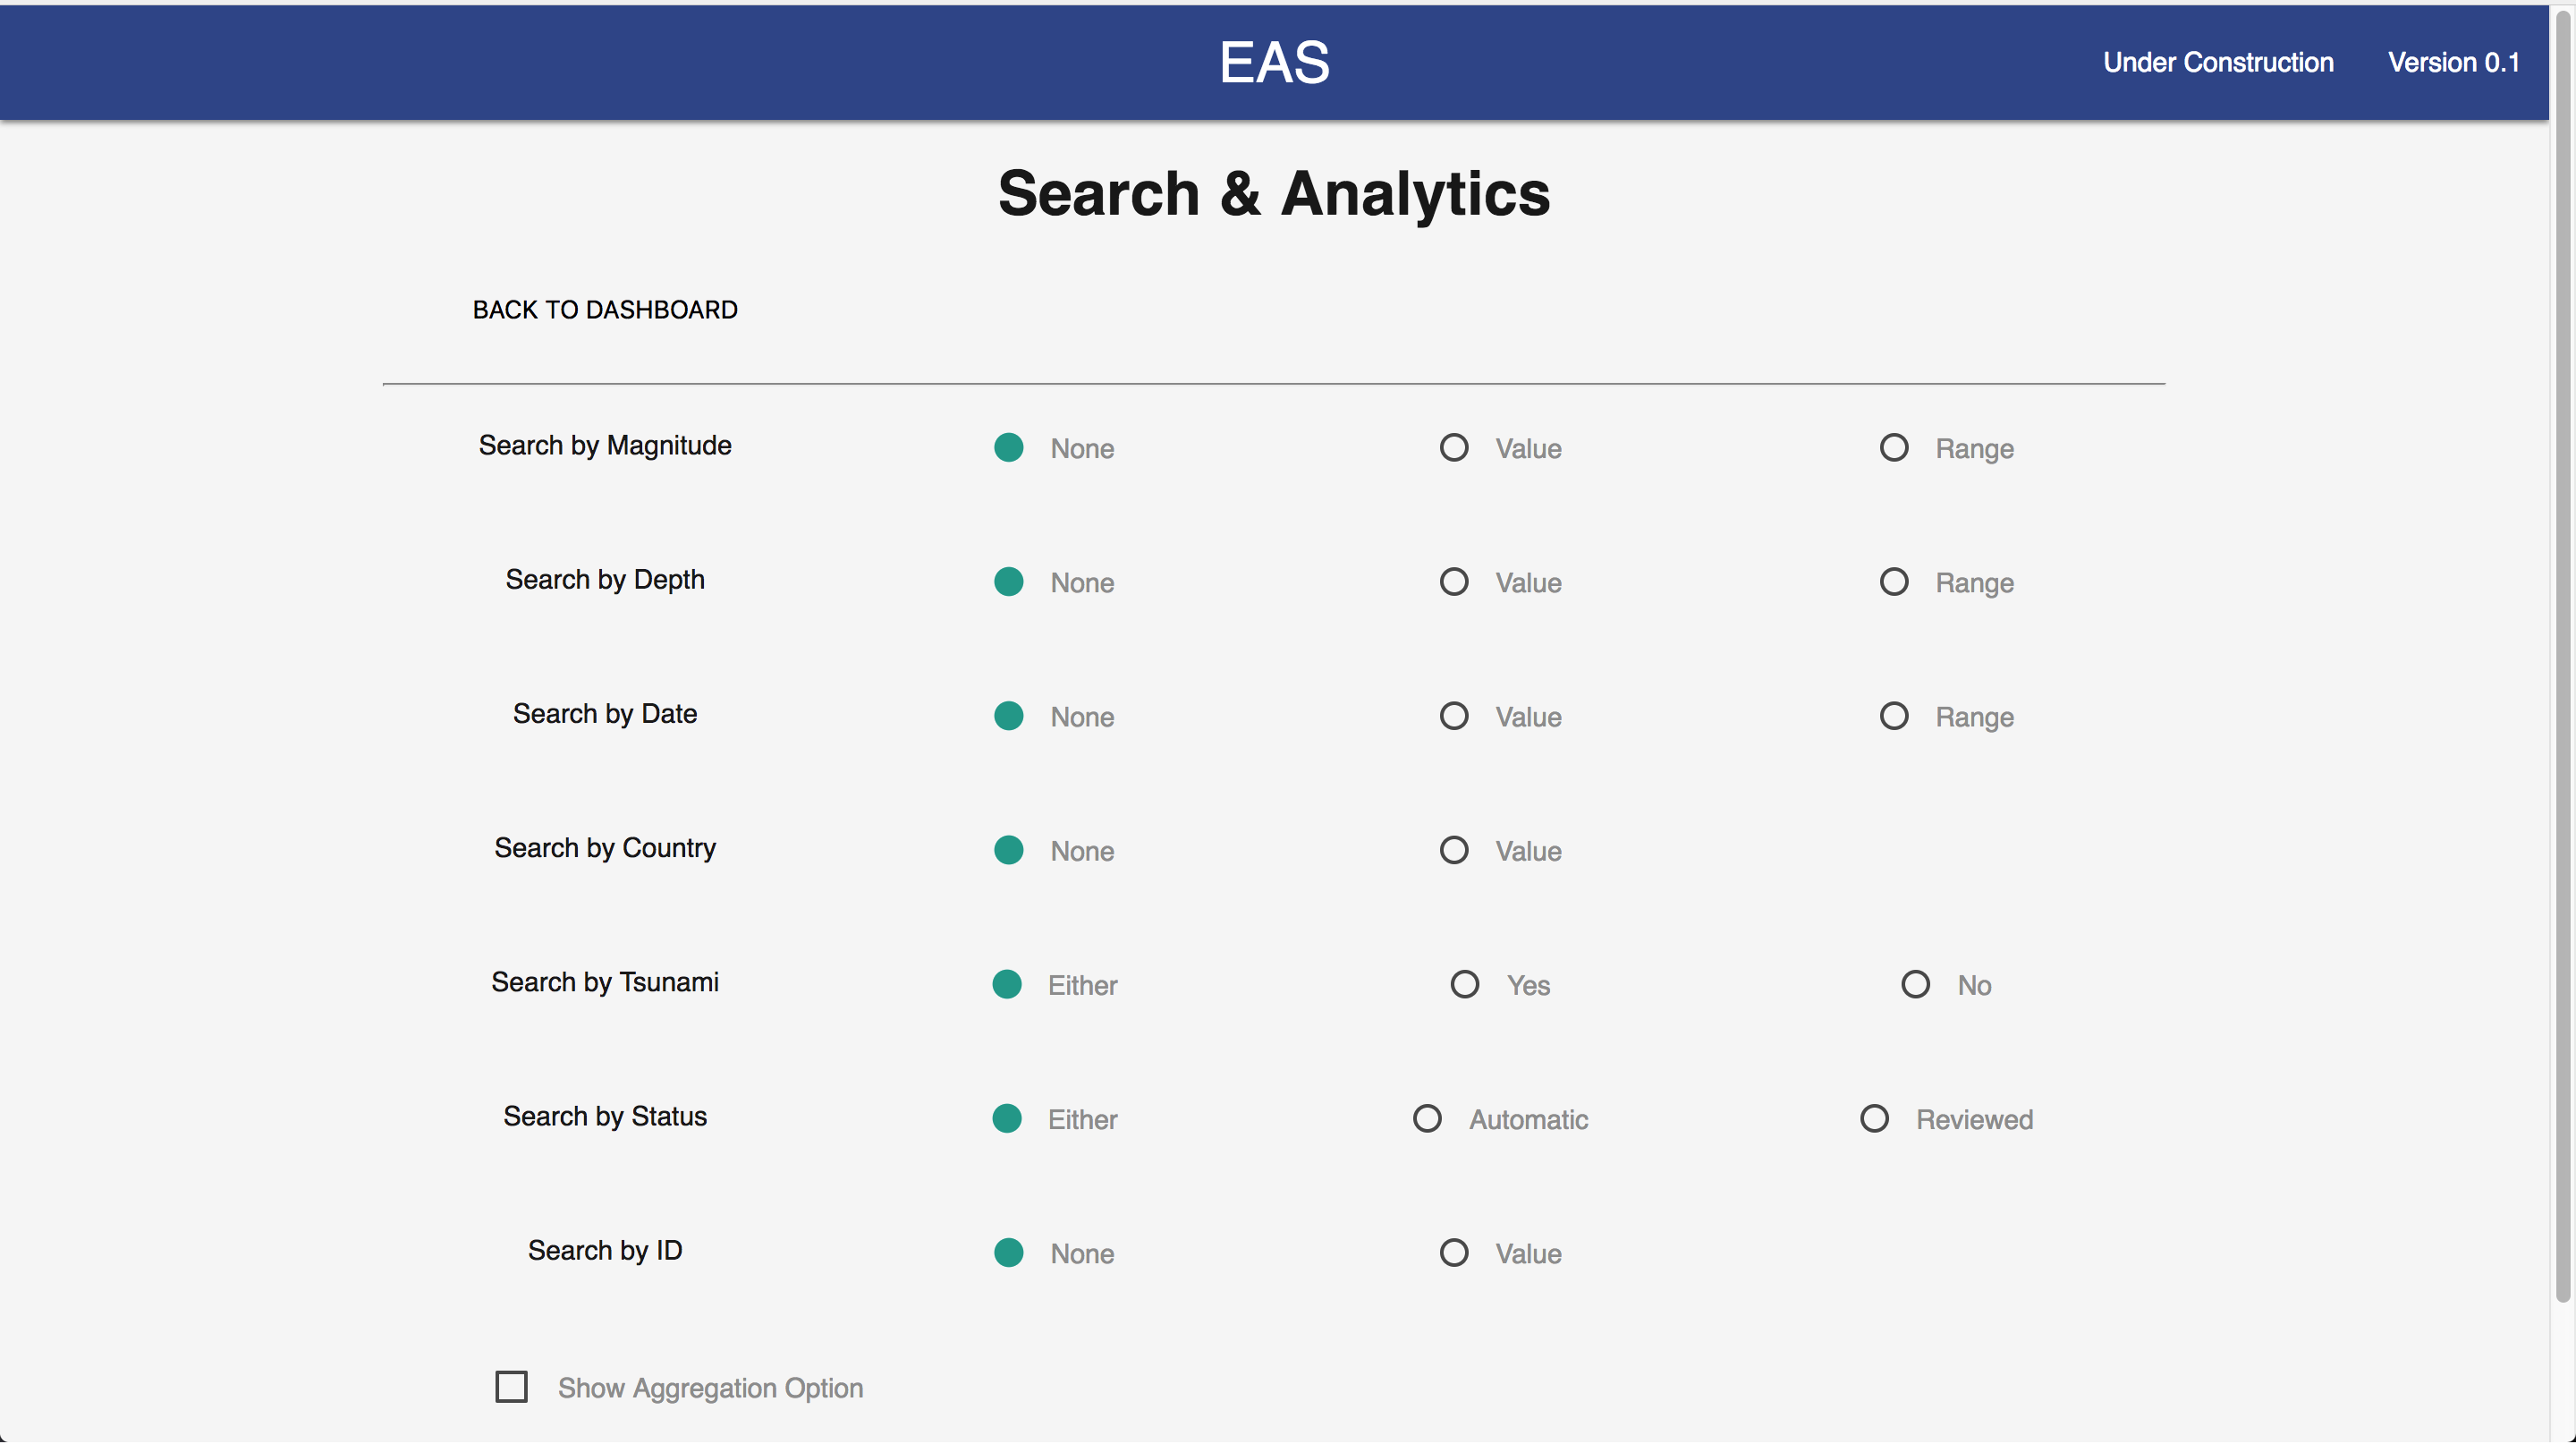 EAS Under Construction Version 0.1
Search & Analytics
BACK TO DASHBOARD
Search by Magnitude None Value Range
Search by Depth None Value Range
Search by Date None Value Range
Search by Country None Value
Search by Tsunami Either Yes No
Search by Status Either Automatic Reviewed
Search by ID None Value
Show Aggregation Option